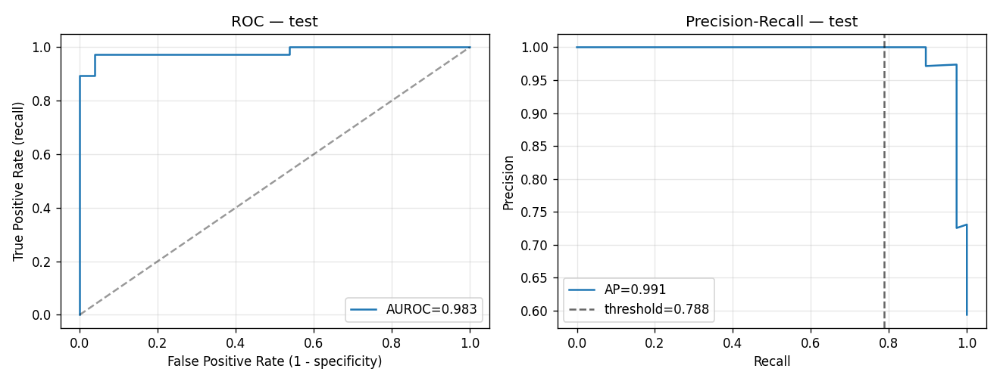 ROC — test
True Positive Rate (recall)
1.0
0.8
0.6
0.4
0.2
0.0
0.0 0.2 0.4 0.6 0.8 1.0
False Positive Rate (1 - specificity)
AUROC=0.983
Precision-Recall — test
Precision
1.00
0.95
0.90
0.85
0.80
0.75
0.70
0.65
0.60
0.0 0.2 0.4 0.6 0.8 1.0
Recall
AP=0.991
threshold=0.788